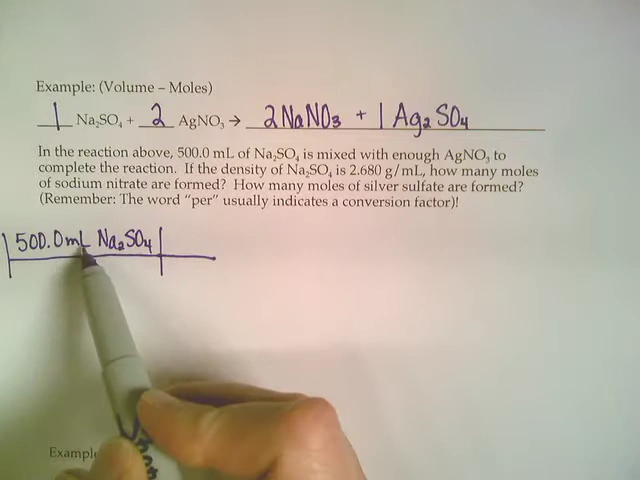 Example: (Volume – Moles)
1 Na₂SO₄ + 2 AgNO₃ → 2NaNO₃ + 1 Ag₂SO₄
In the reaction above, 500.0 mL of Na₂SO₄ is mixed with enough AgNO₃ to
complete the reaction. If the density of Na₂SO₄ is 2.680 g/mL, how many moles
of sodium nitrate are formed? How many moles of silver sulfate are formed?
(Remember: The word “per” usually indicates a conversion factor)!
500.0mL Na₂SO₄
Example